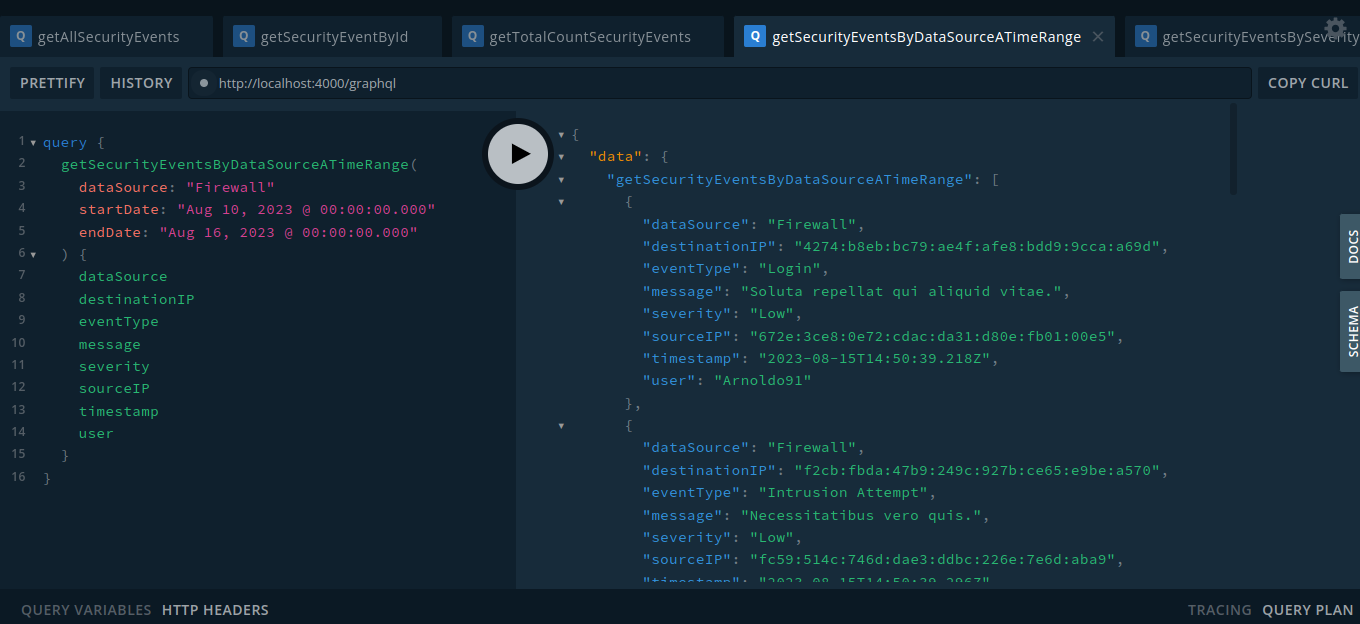 Q getAllSecurityEvents Q getSecurityEventById Q getTotalCountSecurityEvents Q getSecurityEventsByDataSourceATimeRange Q getSecurityEventsBySeverity
PRETTIFY HISTORY http://localhost:4000/graphql COPY CURL
1 query {
2 getSecurityEventsByDataSourceATimeRange(
3 dataSource: "Firewall"
4 startDate: "Aug 10, 2023 @ 00:00:00.000"
5 endDate: "Aug 16, 2023 @ 00:00:00.000"
6 ) {
7 dataSource
8 destinationIP
9 eventType
10 message
11 severity
12 sourceIP
13 timestamp
14 user
15 }
16 }
{
"data": {
"getSecurityEventsByDataSourceATimeRange": [
{
"dataSource": "Firewall",
"destinationIP": "4274:b8eb:bc79:ae4f:afe8:bdd9:9cca:a69d",
"eventType": "Login",
"message": "Soluta repellat qui aliquid vitae.",
"severity": "Low",
"sourceIP": "672e:3ce8:0e72:cdac:da31:d80e:fb01:00e5",
"timestamp": "2023-08-15T14:50:39.218Z",
"user": "Arnoldo91"
},
{
"dataSource": "Firewall",
"destinationIP": "f2cb:fbda:47b9:249c:927b:ce65:e9be:a570",
"eventType": "Intrusion Attempt",
"message": "Necessitatibus vero quis.",
"severity": "Low",
"sourceIP": "fc59:514c:746d:dae3:ddbc:226e:7e6d:aba9",
"timestamp": "2023-08-15T14:50:39.296Z"
DOCS
SCHEMA
QUERY VARIABLES HTTP HEADERS TRACING QUERY PLAN